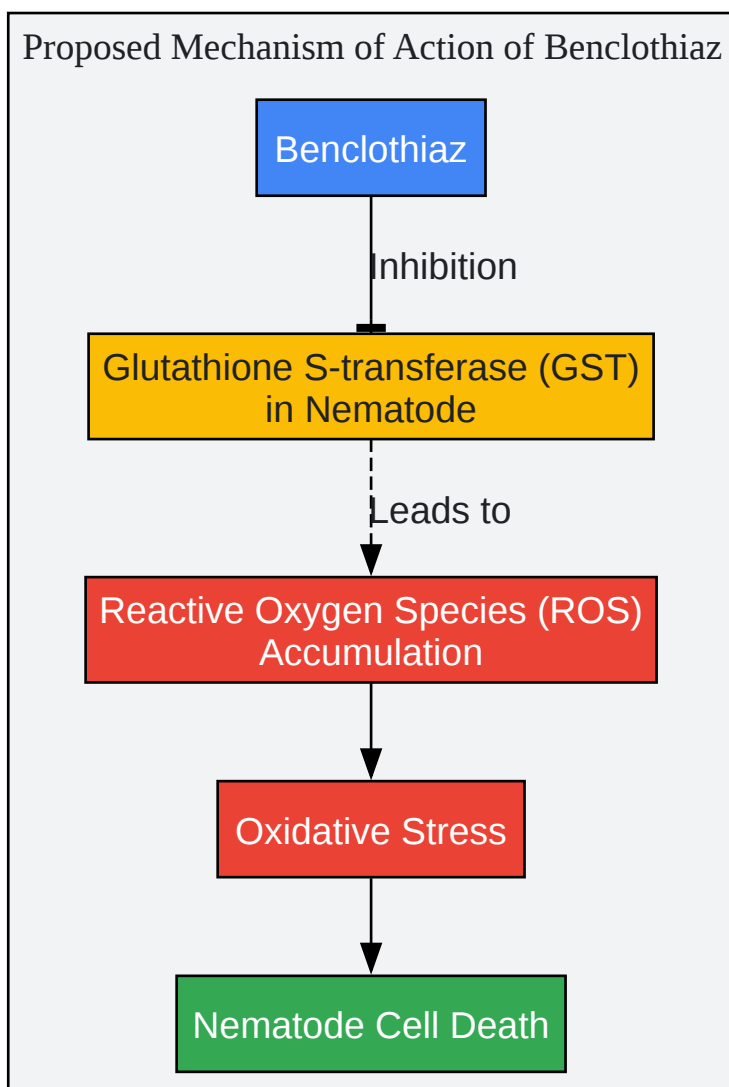 Proposed Mechanism of Action of Benclothiaz
Benclothiaz
Inhibition
Glutathione S-transferase (GST)
in Nematode
Leads to
Reactive Oxygen Species (ROS)
Accumulation
Oxidative Stress
Nematode Cell Death